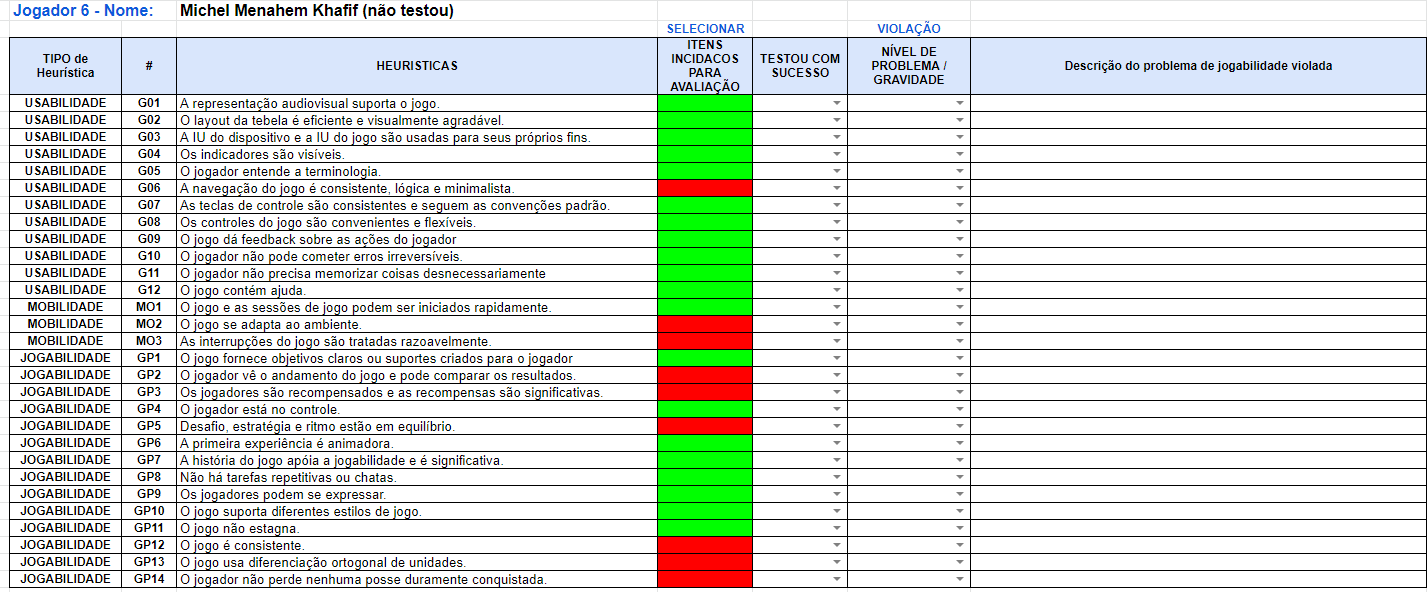 Jogador 6 - Nome: Michel Menahem Khafif (não testou)
SELECIONAR VIOLAÇÃO
TIPO de Heurística # HEURISTICAS ITENS INCIDACOS PARA AVALIAÇÃO TESTOU COM SUCESSO NÍVEL DE PROBLEMA / GRAVIDADE Descrição do problema de jogabilidade violada
USABILIDADE G01 A representação audiovisual suporta o jogo.
USABILIDADE G02 O layout da tebela é eficiente e visualmente agradável.
USABILIDADE G03 A IU do dispositivo e a IU do jogo são usadas para seus próprios fins.
USABILIDADE G04 Os indicadores são visíveis.
USABILIDADE G05 O jogador entende a terminologia.
USABILIDADE G06 A navegação do jogo é consistente, lógica e minimalista.
USABILIDADE G07 As teclas de controle são consistentes e seguem as convenções padrão.
USABILIDADE G08 Os controles do jogo são convenientes e flexíveis.
USABILIDADE G09 O jogo dá feedback sobre as ações do jogador
USABILIDADE G10 O jogador não pode cometer erros irreversíveis.
USABILIDADE G11 O jogador não precisa memorizar coisas desnecessariamente
USABILIDADE G12 O jogo contém ajuda.
MOBILIDADE MO1 O jogo e as sessões de jogo podem ser iniciados rapidamente.
MOBILIDADE MO2 O jogo se adapta ao ambiente.
MOBILIDADE MO3 As interrupções do jogo são tratadas razoavelmente.
JOGABILIDADE GP1 O jogo fornece objetivos claros ou suportes criados para o jogador
JOGABILIDADE GP2 O jogador vê o andamento do jogo e pode comparar os resultados.
JOGABILIDADE GP3 Os jogadores são recompensados e as recompensas são significativas.
JOGABILIDADE GP4 O jogador está no controle.
JOGABILIDADE GP5 Desafio, estratégia e ritmo estão em equilíbrio.
JOGABILIDADE GP6 A primeira experiência é animadora.
JOGABILIDADE GP7 A história do jogo apóia a jogabilidade e é significativa.
JOGABILIDADE GP8 Não há tarefas repetitivas ou chatas.
JOGABILIDADE GP9 Os jogadores podem se expressar.
JOGABILIDADE GP10 O jogo suporta diferentes estilos de jogo.
JOGABILIDADE GP11 O jogo não estagna.
JOGABILIDADE GP12 O jogo é consistente.
JOGABILIDADE GP13 O jogo usa diferenciação ortogonal de unidades.
JOGABILIDADE GP14 O jogador não perde nenhuma posse duramente conquistada.